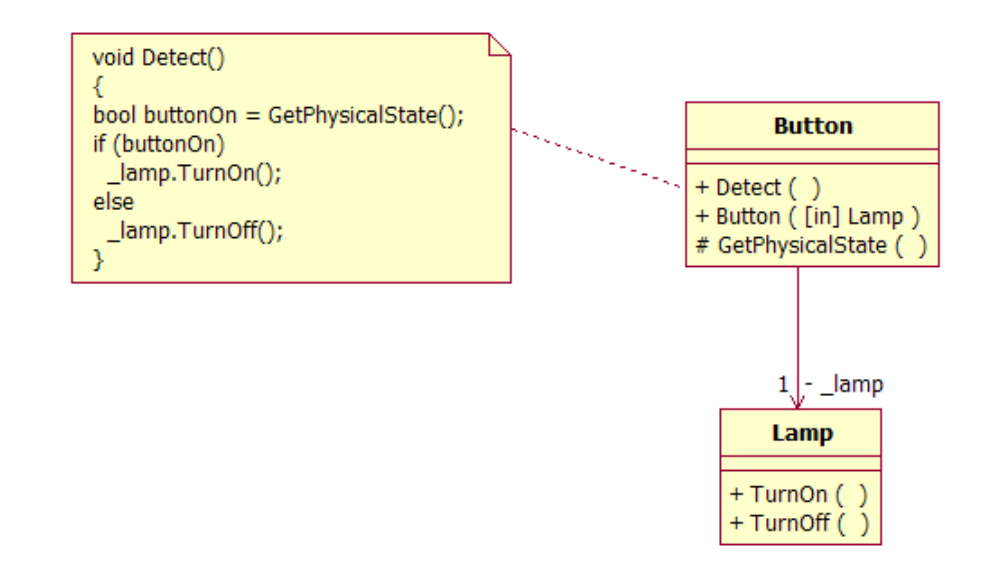 void Detect()
{
bool buttonOn = GetPhysicalState();
if (buttonOn)
_lamp.TurnOn();
else
_lamp.TurnOff();
}
Button
+ Detect ( )
+ Button ( [in] Lamp )
# GetPhysicalState ( )
1 - _lamp
Lamp
+ TurnOn ( )
+ TurnOff ( )